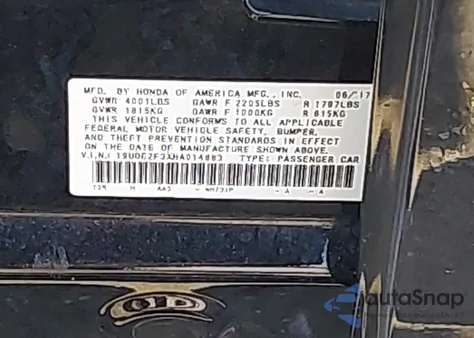 MFD. BY HONDA OF AMERICA MFG., INC. 06/17
GVWR 4001LBS GAWR F 2205LBS R 1797LBS
GVWR 1815KG GAWR F 1000KG R 815KG
THIS VEHICLE CONFORMS TO ALL APPLICABLE
FEDERAL MOTOR VEHICLE SAFETY, BUMPER,
AND THEFT PREVENTION STANDARDS IN EFFECT
ON THE DATE OF MANUFACTURE SHOWN ABOVE.
V.I.N.: TYPE: PASSENGER CAR
NH731P - A - A
autoSnap